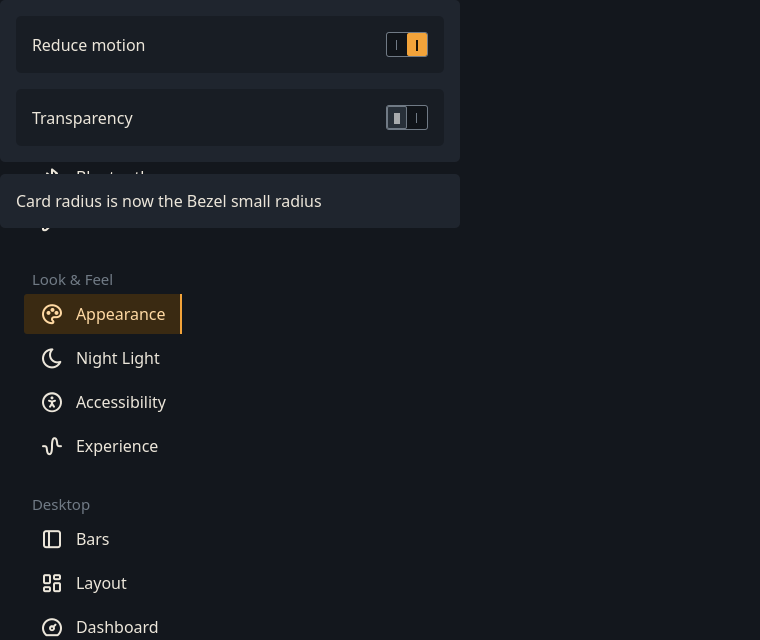 Reduce motion
Transparency
Card radius is now the Bezel small radius
Look & Feel
Appearance
Night Light
Accessibility
Experience
Desktop
Bars
Layout
Dashboard